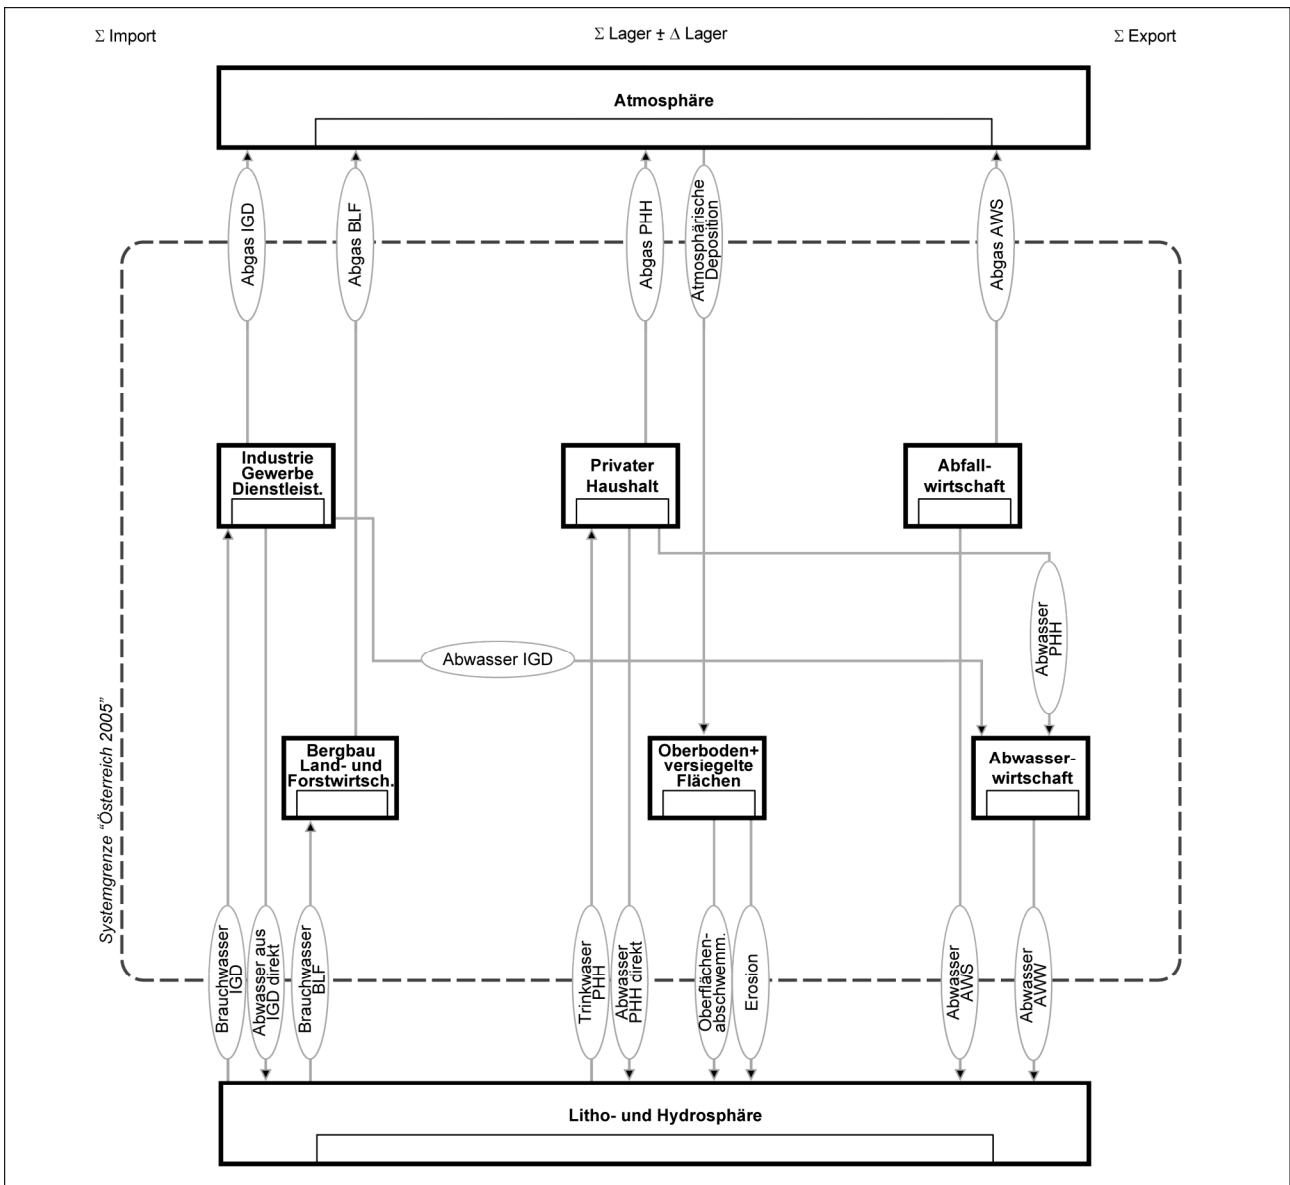 Σ Import
Σ Lager ± Δ Lager
Σ Export
Atmosphäre
Abgas IGD
Abgas BLF
Abgas PHH
Atmosphärische
Deposition
Abgas AWS
Industrie
Gewerbe
Dienstleist.
Privater
Haushalt
Abfall-
wirtschaft
Abwasser
PHH
Abwasser IGD
Systemgrenze "Österreich 2005"
Bergbau
Land- und
Forstwirtsch.
Oberboden+
versiegelte
Flächen
Abwasser-
wirtschaft
Brauchwasser
IGD
Abwasser aus
IGD direkt
Brauchwasser
BLF
Trinkwaser
PHH
Abwasser
PHH direkt
Oberflächen-
abschwemm.
Erosion
Abwasser
AWS
Abwasser
AWW
Litho- und Hydrosphäre